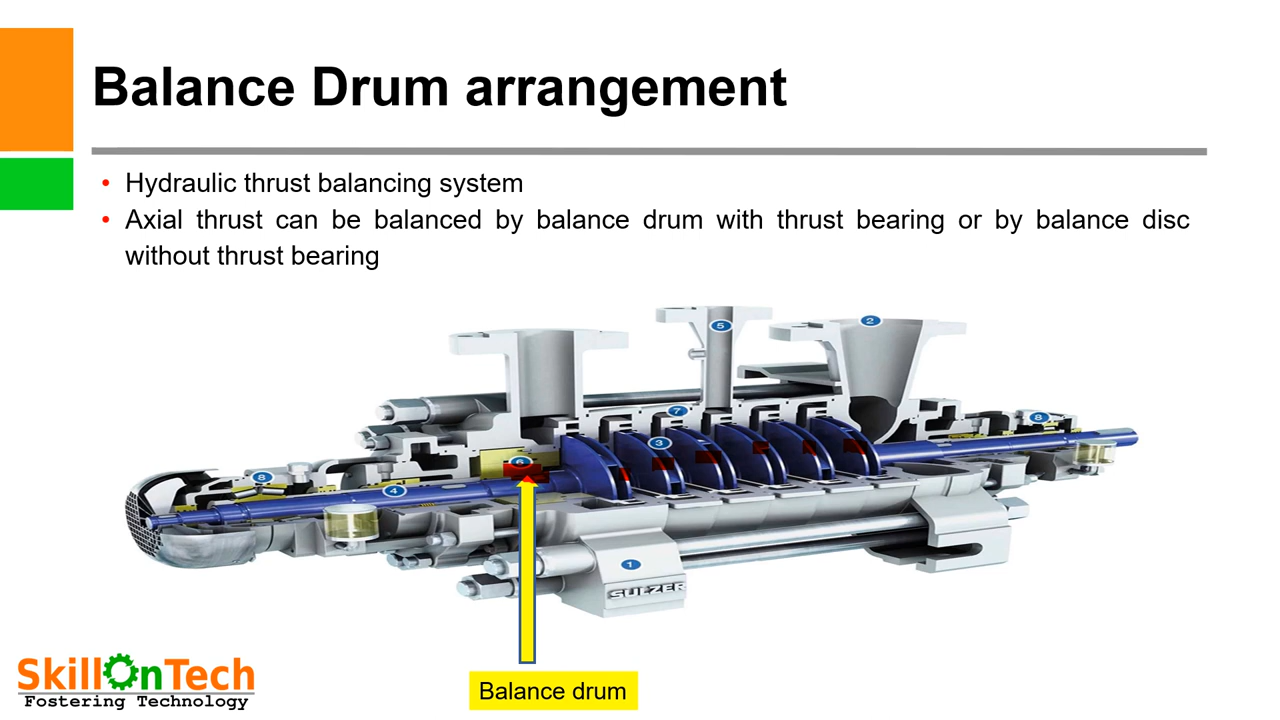 Balance Drum arrangement
• Hydraulic thrust balancing system
• Axial thrust can be balanced by balance drum with thrust bearing or by balance disc
without thrust bearing
5
2
7
8
3
6
8
4
1
SULZER
SkillOnTech
Fostering Technology
Balance drum